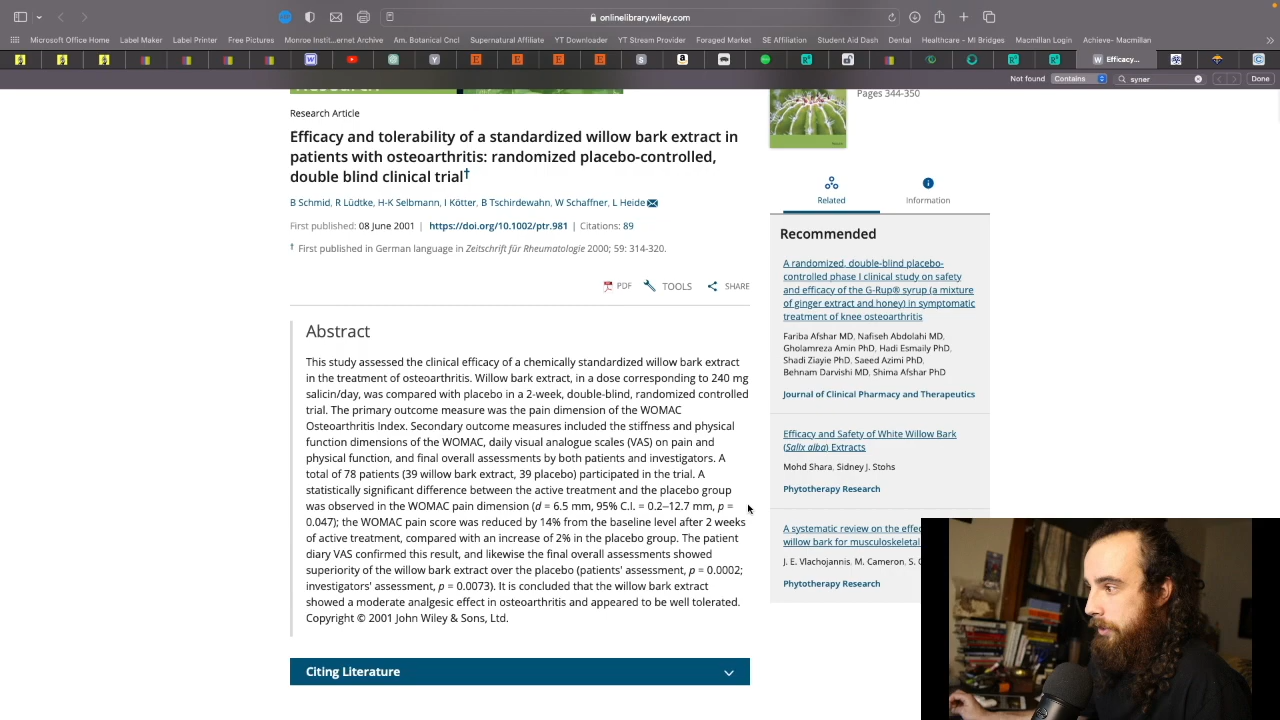 onlinelibrary.wiley.com
Microsoft Office Home Label Maker Label Printer Free Pictures Monroe Instit...ernet Archive Am. Botanical Cncl Supernatural Affiliate YT Downloader YT Stream Provider Foraged Market SE Affiliation Student Aid Dash Dental Healthcare - MI Bridges Macmillan Login Achieve- Macmillan
Efficacy...
Not found Contains syner Done
Pages 344-350
Research Article
Efficacy and tolerability of a standardized willow bark extract in
patients with osteoarthritis: randomized placebo-controlled,
double blind clinical trial†
B Schmid, R Lüdtke, H-K Selbmann, I Kötter, B Tschirdewahn, W Schaffner, L Heide
First published: 08 June 2001 | https://doi.org/10.1002/ptr.981 | Citations: 89
† First published in German language in Zeitschrift für Rheumatologie 2000; 59: 314-320.
PDF TOOLS SHARE
Abstract
This study assessed the clinical efficacy of a chemically standardized willow bark extract
in the treatment of osteoarthritis. Willow bark extract, in a dose corresponding to 240 mg
salicin/day, was compared with placebo in a 2-week, double-blind, randomized controlled
trial. The primary outcome measure was the pain dimension of the WOMAC
Osteoarthritis Index. Secondary outcome measures included the stiffness and physical
function dimensions of the WOMAC, daily visual analogue scales (VAS) on pain and
physical function, and final overall assessments by both patients and investigators. A
total of 78 patients (39 willow bark extract, 39 placebo) participated in the trial. A
statistically significant difference between the active treatment and the placebo group
was observed in the WOMAC pain dimension (d = 6.5 mm, 95% C.I. = 0.2–12.7 mm, p =
0.047); the WOMAC pain score was reduced by 14% from the baseline level after 2 weeks
of active treatment, compared with an increase of 2% in the placebo group. The patient
diary VAS confirmed this result, and likewise the final overall assessments showed
superiority of the willow bark extract over the placebo (patients' assessment, p = 0.0002;
investigators' assessment, p = 0.0073). It is concluded that the willow bark extract
showed a moderate analgesic effect in osteoarthritis and appeared to be well tolerated.
Copyright © 2001 John Wiley & Sons, Ltd.
Citing Literature
Related Information
Recommended
A randomized, double-blind placebo-
controlled phase I clinical study on safety
and efficacy of the G-Rup® syrup (a mixture
of ginger extract and honey) in symptomatic
treatment of knee osteoarthritis
Fariba Afshar MD, Nafiseh Abdolahi MD,
Gholamreza Amin PhD, Hadi Esmaily PhD,
Shadi Ziayie PhD, Saeed Azimi PhD,
Behnam Darvishi MD, Shima Afshar PhD
Journal of Clinical Pharmacy and Therapeutics
Efficacy and Safety of White Willow Bark
(Salix alba) Extracts
Mohd Shara, Sidney J. Stohs
Phytotherapy Research
A systematic review on the effec
willow bark for musculoskeletal
J. E. Vlachojannis, M. Cameron, S. C
Phytotherapy Research